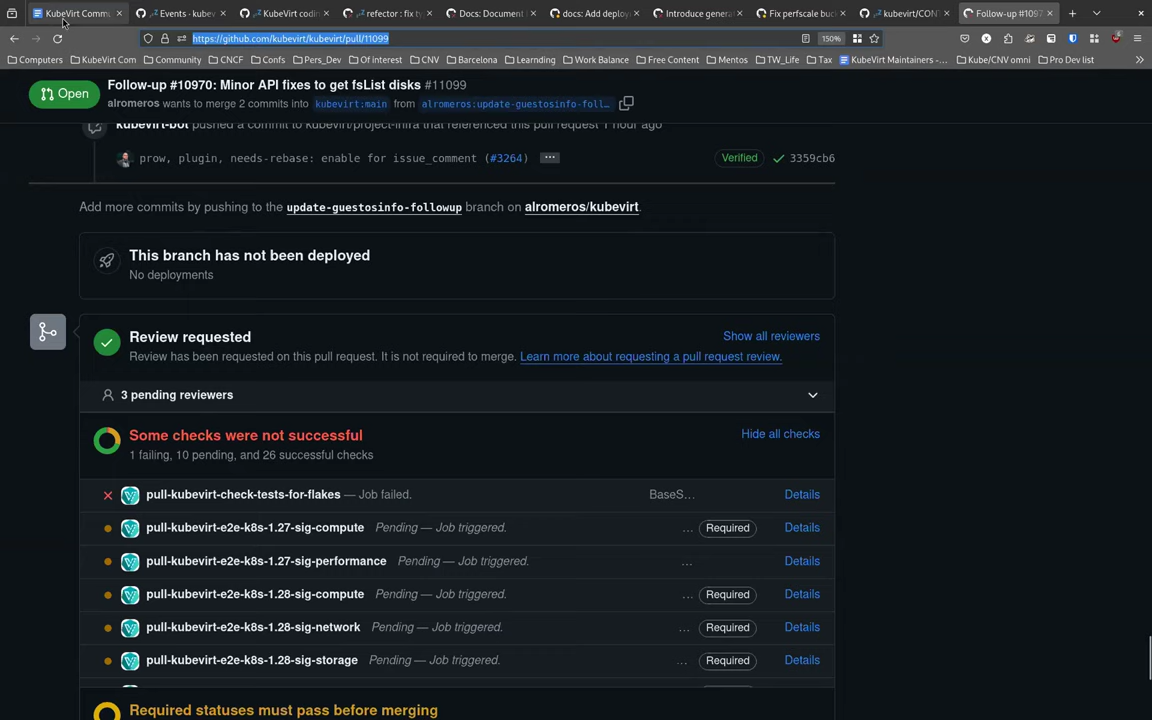 KubeVirt Commu
Events · kubev
KubeVirt codin
refactor : fix ty
Docs: Document
docs: Add deploy
Introduce genera
Fix perfscale buc
kubevirt/CON
Follow-up #1097
https://github.com/kubevirt/kubevirt/pull/11099
150%
Computers
KubeVirt Com
Community
CNCF
Confs
Pers_Dev
Of interest
CNV
Barcelona
Learnding
Work Balance
Free Content
Mentos
TW_Life
Tax
KubeVirt Maintainers -...
Kube/CNV omni
Pro Dev list
Open
Follow-up #10970: Minor API fixes to get fsList disks #11099
alromeros wants to merge 2 commits into kubevirt:main from alromeros:update-guestosinfo-foll…
kubevirt-bot pushed a commit to kubevirt/project-infra that referenced this pull request 1 hour ago
prow, plugin, needs-rebase: enable for issue_comment (#3264) ...
Verified
3359cb6
Add more commits by pushing to the update-guestosinfo-followup branch on alromeros/kubevirt.
This branch has not been deployed
No deployments
Review requested
Show all reviewers
Review has been requested on this pull request. It is not required to merge. Learn more about requesting a pull request review.
3 pending reviewers
Some checks were not successful
Hide all checks
1 failing, 10 pending, and 26 successful checks
pull-kubevirt-check-tests-for-flakes — Job failed. BaseS... Details
pull-kubevirt-e2e-k8s-1.27-sig-compute Pending — Job triggered. ... Required Details
pull-kubevirt-e2e-k8s-1.27-sig-performance Pending — Job triggered. ... Details
pull-kubevirt-e2e-k8s-1.28-sig-compute Pending — Job triggered. ... Required Details
pull-kubevirt-e2e-k8s-1.28-sig-network Pending — Job triggered. ... Required Details
pull-kubevirt-e2e-k8s-1.28-sig-storage Pending — Job triggered. ... Required Details
Required statuses must pass before merging